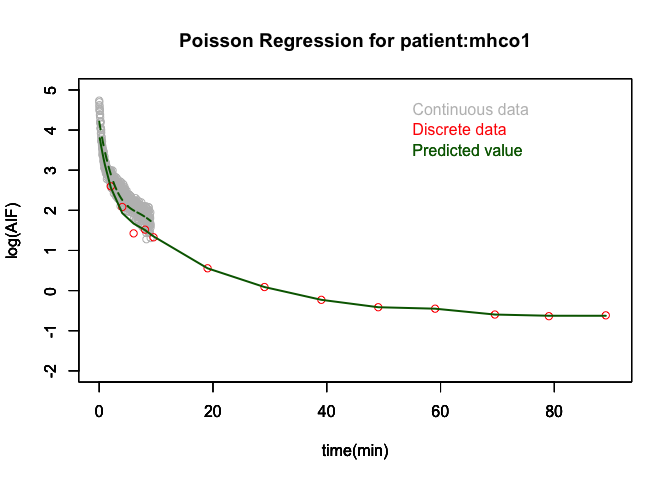 Poisson Regression for patient:mhco1
Continuous data
Discrete data
Predicted value
log(AIF)
5
4
3
2
1
0
-1
-2
0 20 40 60 80
time(min)